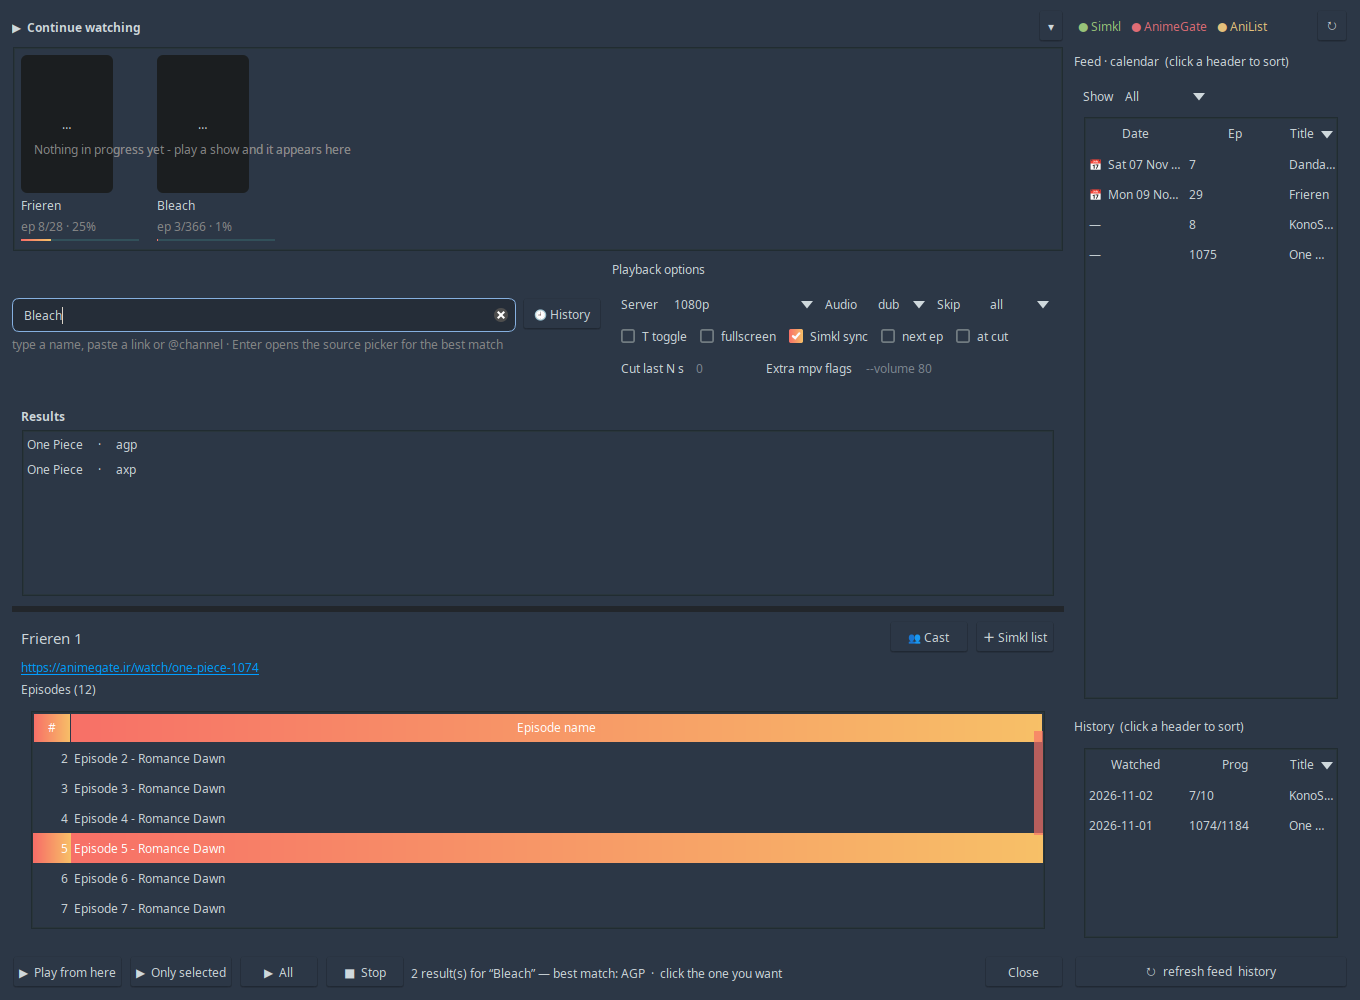 ▶ Continue watching
▼
...
...
Nothing in progress yet - play a show and it appears here
Frieren
Bleach
ep 8/28 · 25%
ep 3/366 · 1%
Playback options
Bleach
History
Server 1080p Audio dub Skip all
T toggle fullscreen Simkl sync next ep at cut
type a name, paste a link or @channel · Enter opens the source picker for the best match
Cut last N s 0 Extra mpv flags --volume 80
Results
One Piece · agp
One Piece · axp
Frieren 1
Cast
+ Simkl list
https://animegate.ir/watch/one-piece-1074
Episodes (12)
# Episode name
2 Episode 2 - Romance Dawn
3 Episode 3 - Romance Dawn
4 Episode 4 - Romance Dawn
5 Episode 5 - Romance Dawn
6 Episode 6 - Romance Dawn
7 Episode 7 - Romance Dawn
▶ Play from here ▶ Only selected ▶ All ■ Stop 2 result(s) for “Bleach” — best match: AGP · click the one you want Close
● Simkl ● AnimeGate ● AniList ↻
Feed · calendar (click a header to sort)
Show All
Date Ep Title
Sat 07 Nov ... 7 Danda...
Mon 09 No... 29 Frieren
— 8 KonoS...
— 1075 One ...
History (click a header to sort)
Watched Prog Title
2026-11-02 7/10 KonoS...
2026-11-01 1074/1184 One ...
↻ refresh feed history